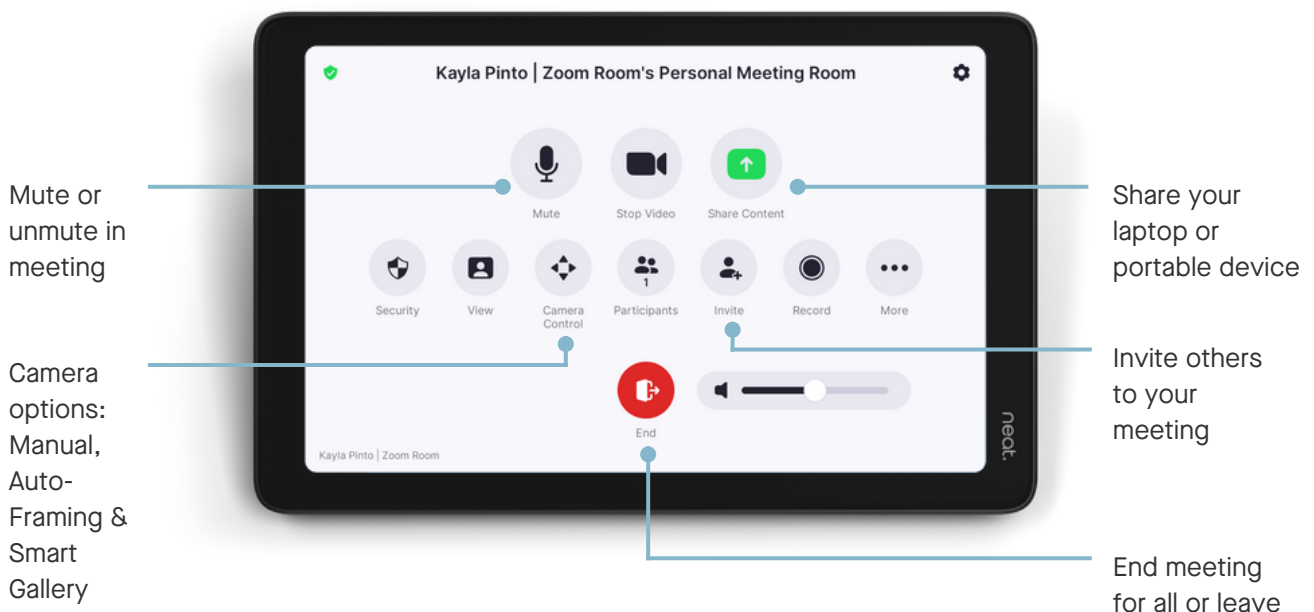 Kayla Pinto | Zoom Room's Personal Meeting Room
Mute
Stop Video
Share Content
Mute or
unmute in
meeting
Share your
laptop or
portable device
1
Security
View
Camera
Control
Participants
Invite
Record
More
Camera
options:
Manual,
Auto-
Framing &
Smart
Gallery
Invite others
to your
meeting
End
Kayla Pinto | Zoom Room
neat.
End meeting
for all or leave